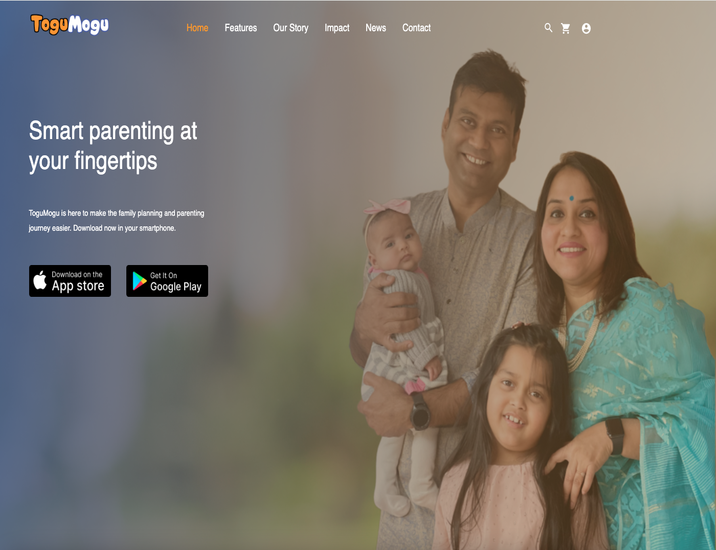 ToguMogu
Home Features Our Story Impact News Contact
Smart parenting at
your fingertips
ToguMogu is here to make the family planning and parenting
journey easier. Download now in your smartphone.
Download on the
App store
Get It On
Google Play